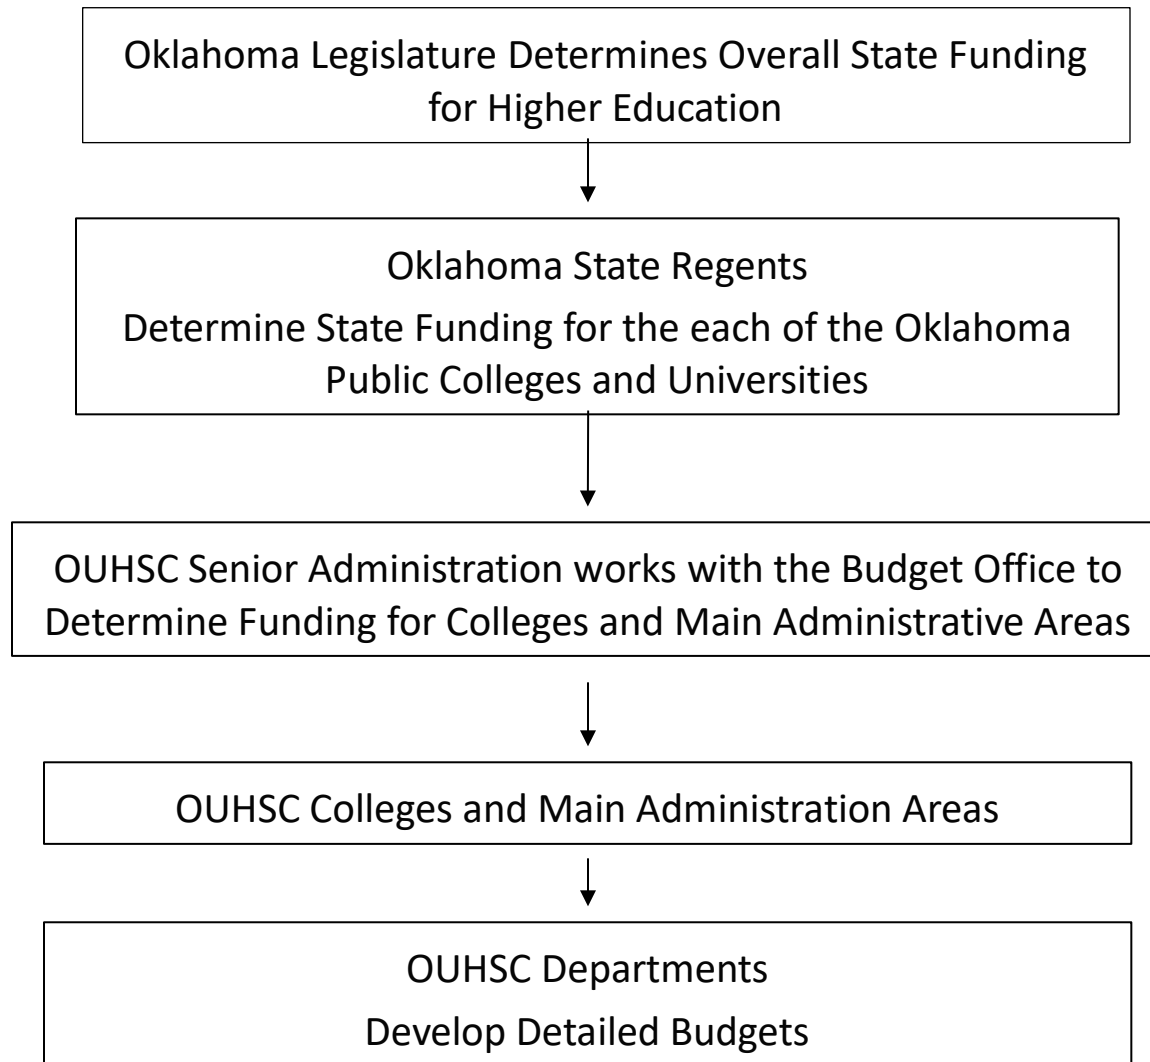 Oklahoma Legislature Determines Overall State Funding
for Higher Education
Oklahoma State Regents
Determine State Funding for the each of the Oklahoma
Public Colleges and Universities
OUHSC Senior Administration works with the Budget Office to
Determine Funding for Colleges and Main Administrative Areas
OUHSC Colleges and Main Administration Areas
OUHSC Departments
Develop Detailed Budgets